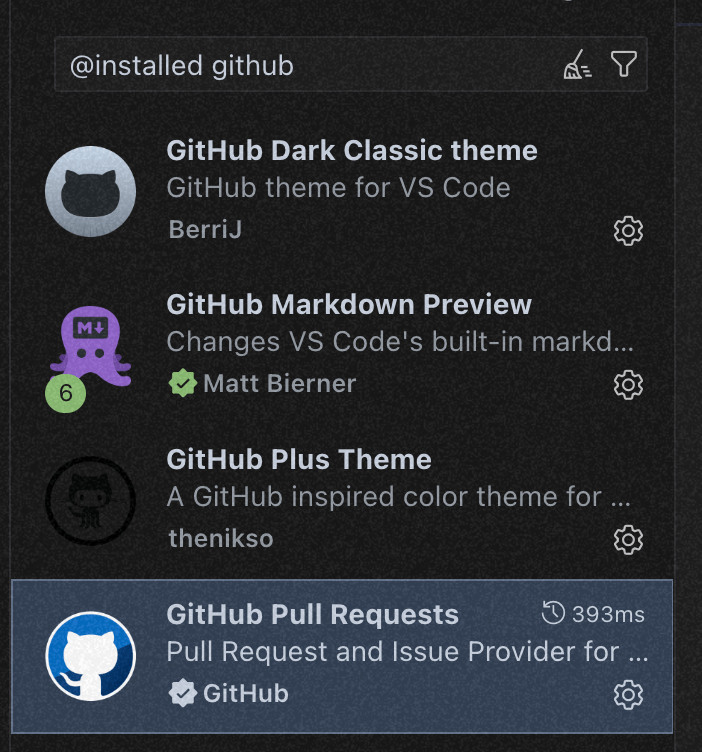 @installed github
GitHub Dark Classic theme
GitHub theme for VS Code
BerriJ
M↓
GitHub Markdown Preview
Changes VS Code's built-in markd...
6
Matt Bierner
GitHub Plus Theme
A GitHub inspired color theme for ...
thenikso
GitHub Pull Requests
393ms
Pull Request and Issue Provider for ...
GitHub